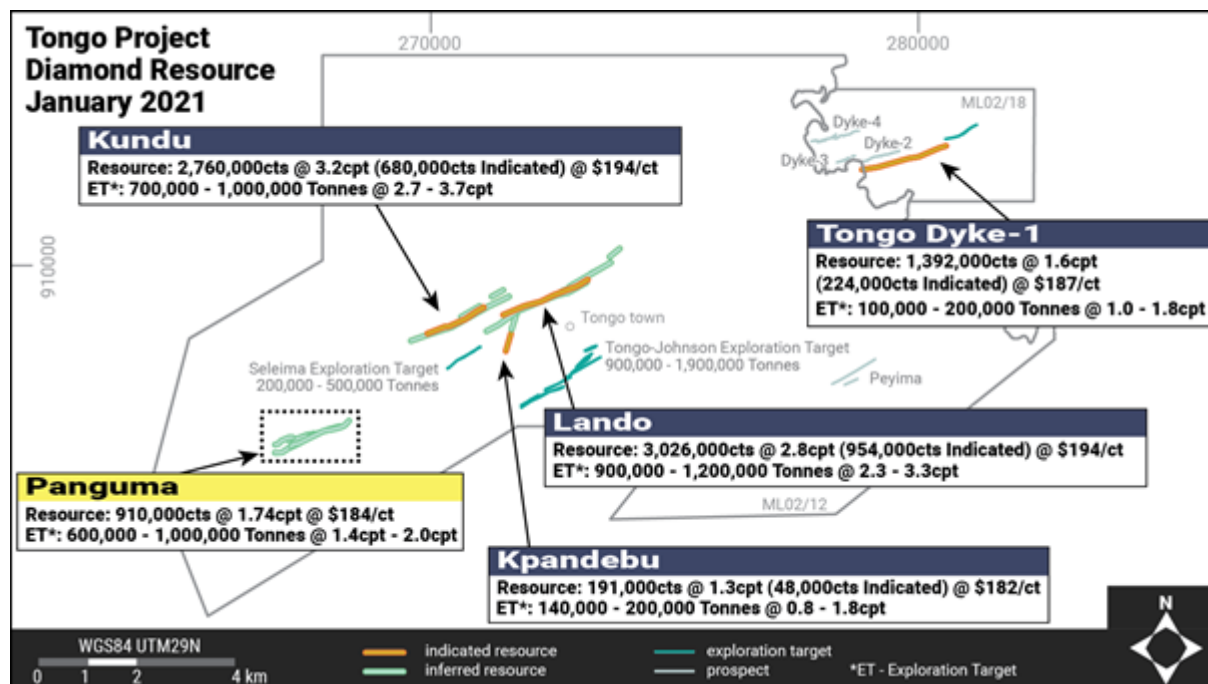 Tongo Project
Diamond Resource
January 2021
270000
280000
910000
ML02/18
Dyke-4
Dyke-2
Dyke-3
Kundu
Resource: 2,760,000cts @ 3.2cpt (680,000cts Indicated) @ $194/ct
ET*: 700,000 - 1,000,000 Tonnes @ 2.7 - 3.7cpt
Tongo Dyke-1
Resource: 1,392,000cts @ 1.6cpt
(224,000cts Indicated) @ $187/ct
ET*: 100,000 - 200,000 Tonnes @ 1.0 - 1.8cpt
Tongo town
Seleima Exploration Target
200,000 - 500,000 Tonnes
Tongo-Johnson Exploration Target
900,000 - 1,900,000 Tonnes
Peyima
Lando
Resource: 3,026,000cts @ 2.8cpt (954,000cts Indicated) @ $194/ct
ET*: 900,000 - 1,200,000 Tonnes @ 2.3 - 3.3cpt
Panguma
Resource: 910,000cts @ 1.74cpt @ $184/ct
ET*: 600,000 - 1,000,000 Tonnes @ 1.4cpt - 2.0cpt
ML02/12
Kpandebu
Resource: 191,000cts @ 1.3cpt (48,000cts Indicated) @ $182/ct
ET*: 140,000 - 200,000 Tonnes @ 0.8 - 1.8cpt
N
WGS84 UTM29N
0 1 2 4 km
indicated resource
inferred resource
exploration target
prospect
*ET - Exploration Target